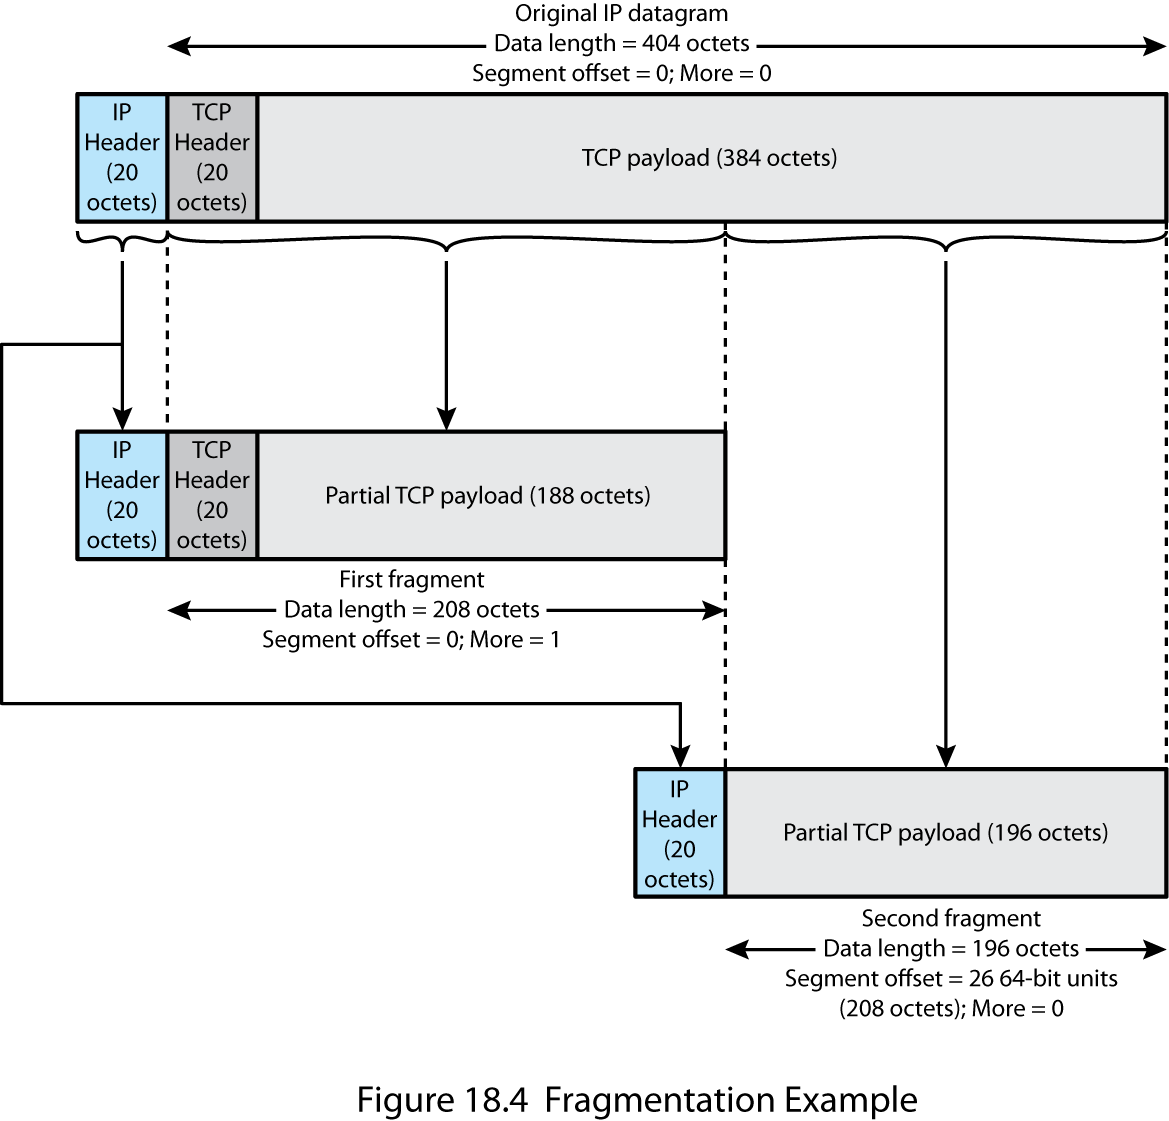 Original IP datagram
Data length = 404 octets
Segment offset = 0; More = 0
IP
Header
(20
octets)
TCP
Header
(20
octets)
TCP payload (384 octets)
IP
Header
(20
octets)
TCP
Header
(20
octets)
Partial TCP payload (188 octets)
First fragment
Data length = 208 octets
Segment offset = 0; More = 1
IP
Header
(20
octets)
Partial TCP payload (196 octets)
Second fragment
Data length = 196 octets
Segment offset = 26 64-bit units
(208 octets); More = 0
Figure 18.4 Fragmentation Example